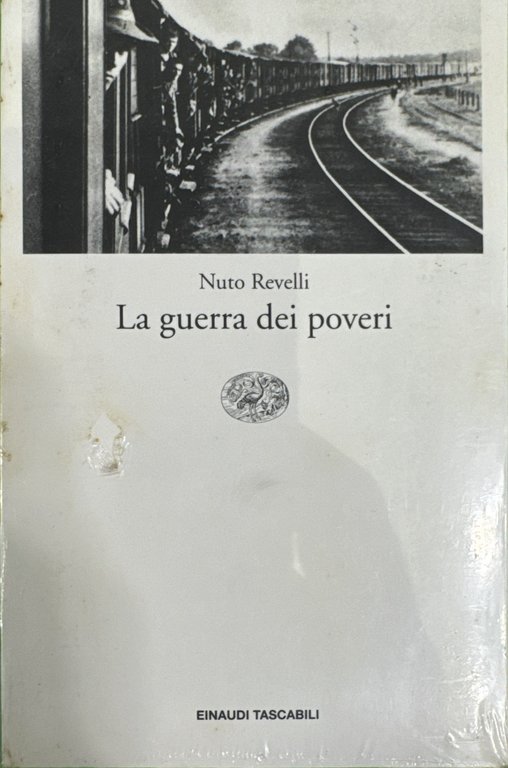 Nuto Revelli
La guerra dei poveri
EINAUDI TASCABILI